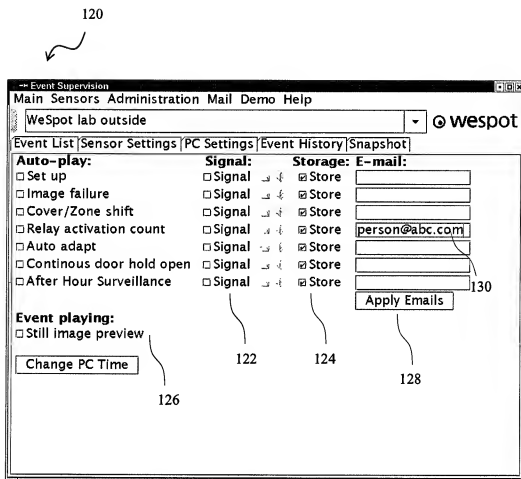 120
Event Supervision
Main Sensors Administration Mail Demo Help
WeSpot lab outside wespot
Event List Sensor Settings PC Settings Event History Snapshot
Auto-play: Signal: Storage: E-mail:
Set up Signal Store
Image failure Signal Store
Cover/Zone shift Signal Store
Relay activation count Signal Store person@abc.com
Auto adapt Signal Store
Continous door hold open Signal Store
130
After Hour Surveillance Signal Store
Apply Emails
Event playing:
Still image preview
122 124 128
Change PC Time
126